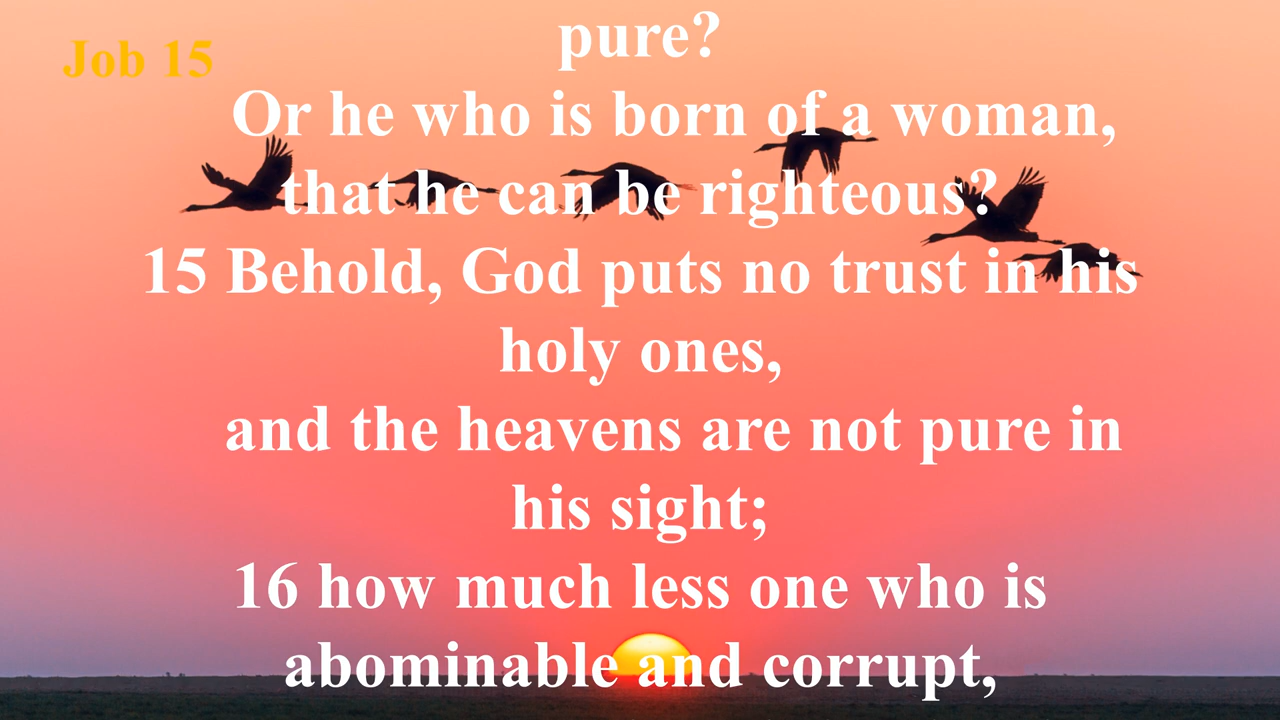 Job 15
pure?
Or he who is born of a woman,
that he can be righteous?
15 Behold, God puts no trust in his
holy ones,
and the heavens are not pure in
his sight;
16 how much less one who is
abominable and corrupt,